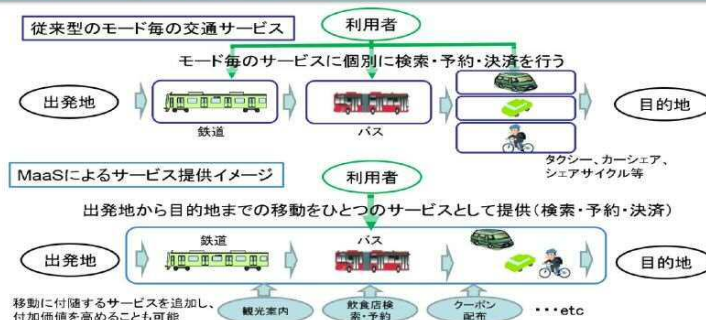 従来型のモード毎の交通サービス
利用者
モード毎のサービスに個別に検索・予約・決済を行う
出発地
目的地
鉄道
バス
タクシー、カーシェア、
シェアサイクル等
MaaSによるサービス提供イメージ
利用者
出発地から目的地までの移動をひとつのサービスとして提供(検索・予約・決済)
鉄道
バス
出発地
目的地
移動に付随するサービスを追加し、
付加価値を高めることも可能
観光案内
飲食店検
索・予約
クーポン
配布
・・・etc